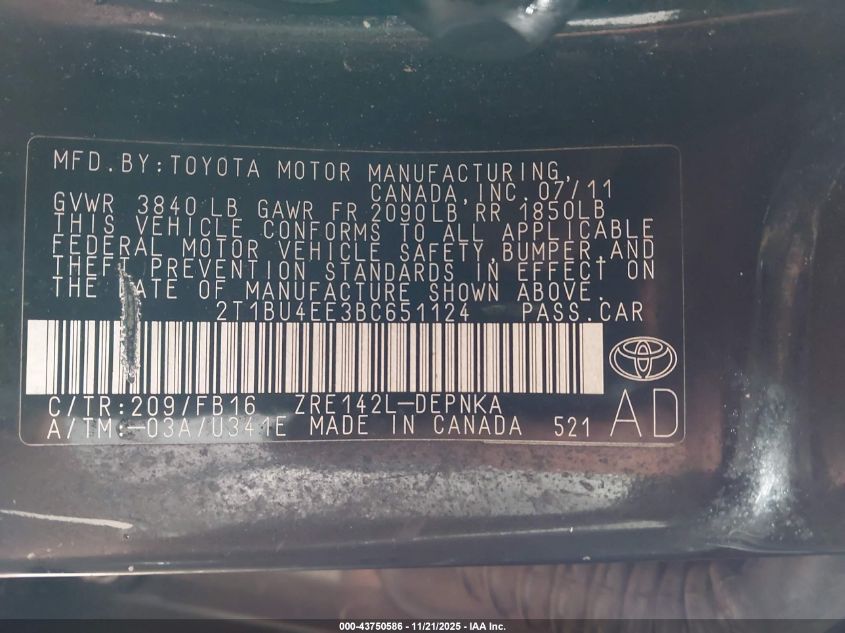 MFD.BY:TOYOTA MOTOR MANUFACTURING,
CANADA,INC.07/11
GVWR 3840 LB GAWR FR 2090LB RR 1850LB
THIS VEHICLE CONFORMS TO ALL APPLICABLE
FEDERAL MOTOR VEHICLE SAFETY,BUMPER,AND
THEFT PREVENTION STANDARDS IN EFFECT ON
THE DATE OF MANUFACTURE SHOWN ABOVE.
2T1BU4EE3BC651124 PASS.CAR
C/TR:209/FB16 ZRE142L-DEPNKA
A/TM:-03A/U341E MADE IN CANADA 521
AD
000-43750586 - 11/21/2025 - IAA Inc.